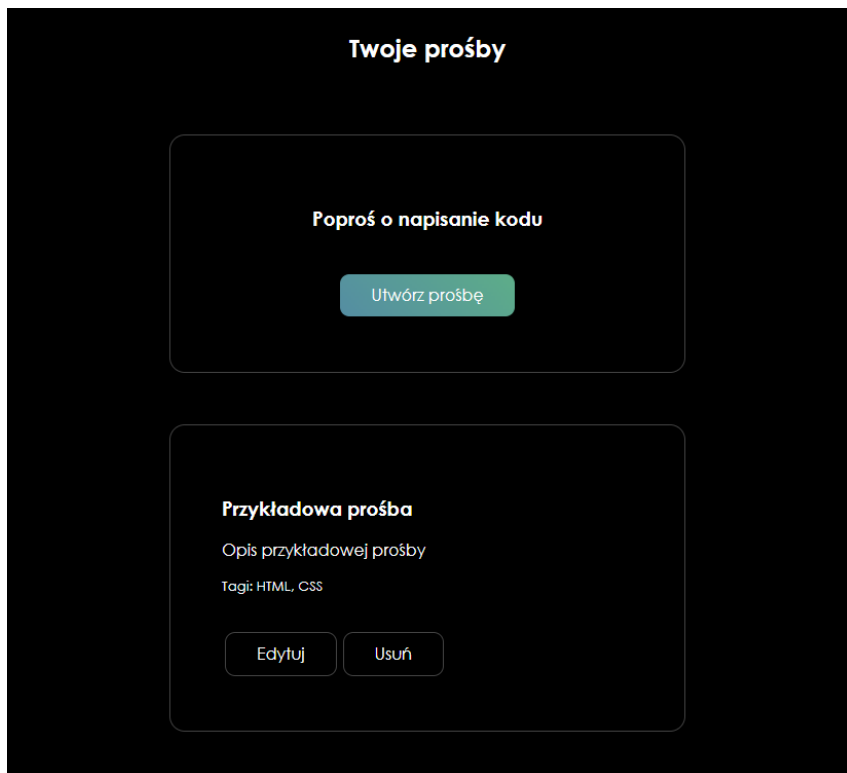 Twoje prośby
Poproś o napisanie kodu
Utwórz prośbę
Przykładowa prośba
Opis przykładowej prośby
Tagi: HTML, CSS
Edytuj
Usuń